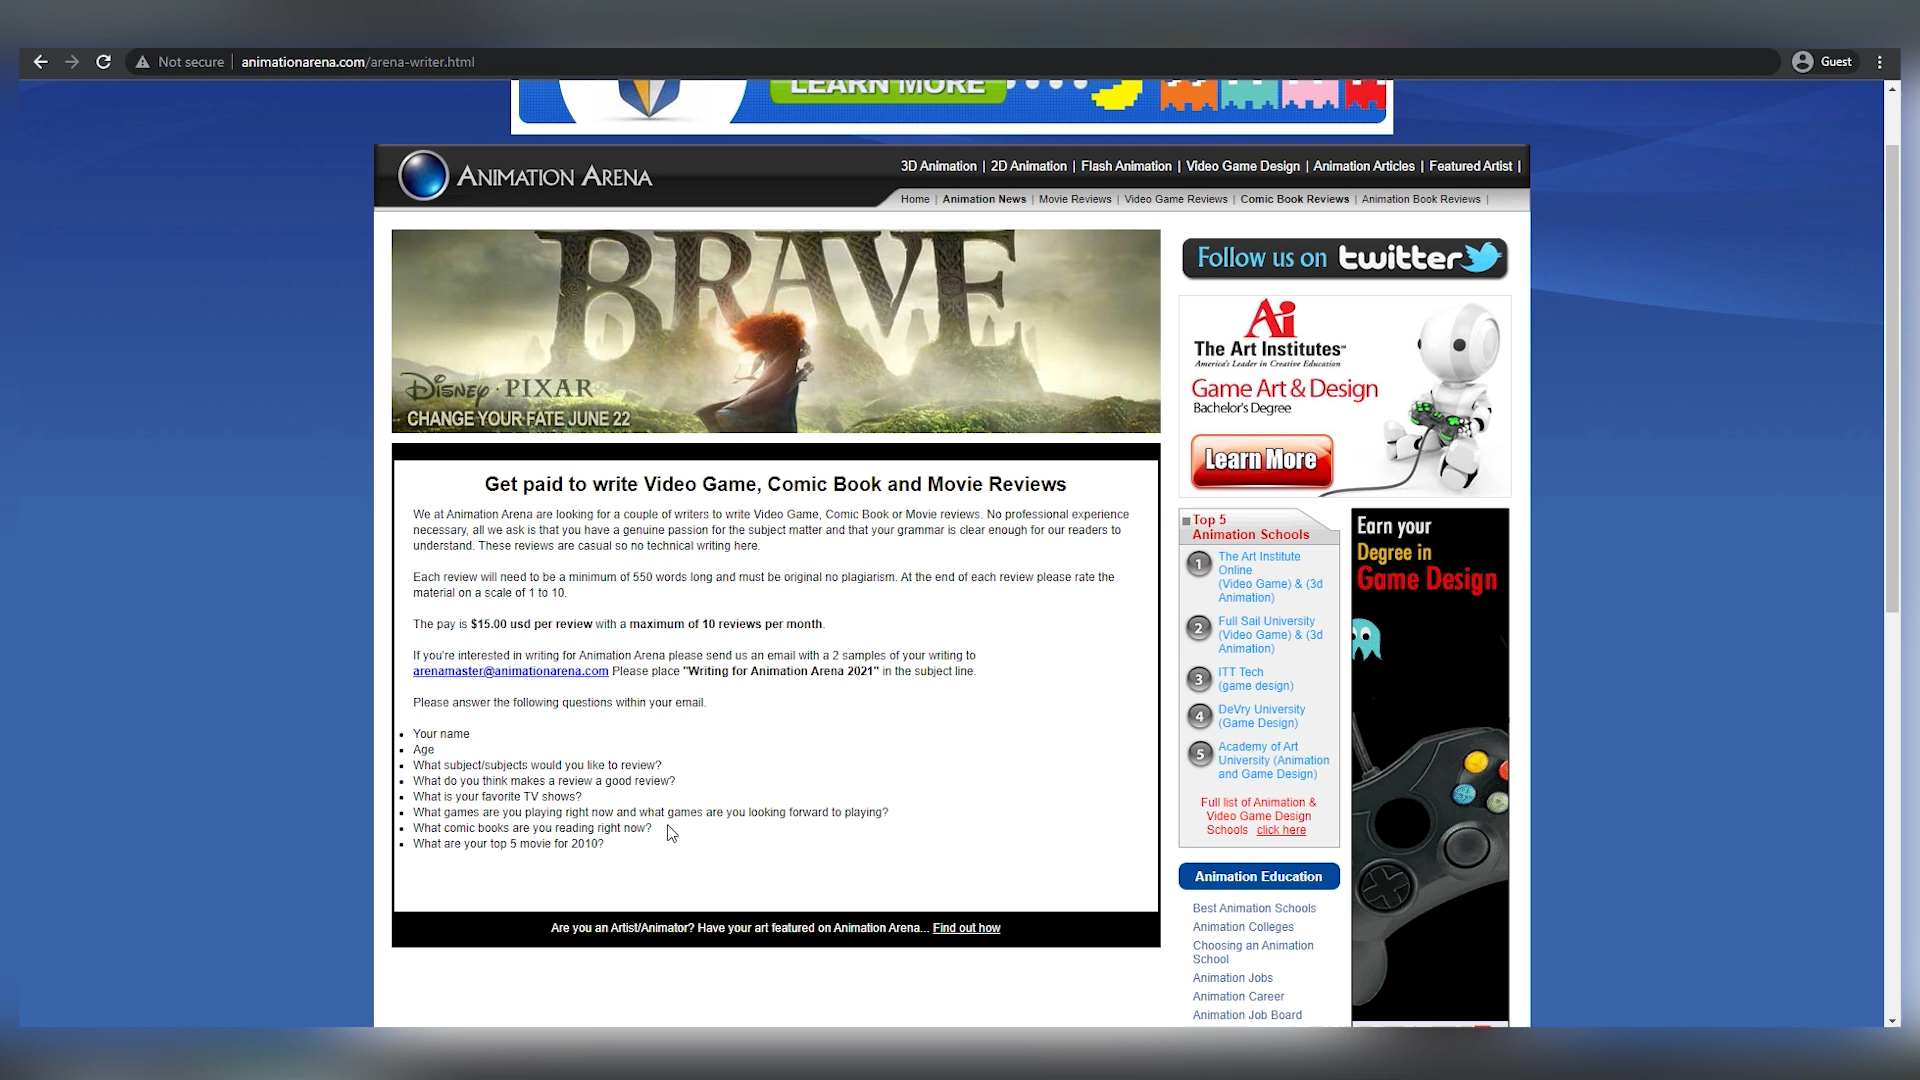 Not secure
animationarena.com/arena-writer.html
Guest
LEARN MORE
ANIMATION ARENA
3D Animation | 2D Animation | Flash Animation | Video Game Design | Animation Articles | Featured Artist |
Home | Animation News | Movie Reviews | Video Game Reviews | Comic Book Reviews | Animation Book Reviews |
BRAVE
Disney · PIXAR
CHANGE YOUR FATE JUNE 22
Get paid to write Video Game, Comic Book and Movie Reviews
We at Animation Arena are looking for a couple of writers to write Video Game, Comic Book or Movie reviews. No professional experience
necessary, all we ask is that you have a genuine passion for the subject matter and that your grammar is clear enough for our readers to
understand. These reviews are casual so no technical writing here.
Each review will need to be a minimum of 550 words long and must be original no plagiarism. At the end of each review please rate the
material on a scale of 1 to 10.
The pay is $15.00 usd per review with a maximum of 10 reviews per month.
If you're interested in writing for Animation Arena please send us an email with a 2 samples of your writing to
arenamaster@animationarena.com Please place "Writing for Animation Arena 2021" in the subject line.
Please answer the following questions within your email.
• Your name
• Age
• What subject/subjects would you like to review?
• What do you think makes a review a good review?
• What is your favorite TV shows?
• What games are you playing right now and what games are you looking forward to playing?
• What comic books are you reading right now?
• What are your top 5 movie for 2010?
Are you an Artist/Animator? Have your art featured on Animation Arena... Find out how
Follow us on twitter
Ai
The Art Institutes℠
America's Leader in Creative Education
Game Art & Design
Bachelor's Degree
Learn More
Top 5
Animation Schools
1 The Art Institute
Online
(Video Game) & (3d
Animation)
2 Full Sail University
(Video Game) & (3d
Animation)
3 ITT Tech
(game design)
4 DeVry University
(Game Design)
5 Academy of Art
University (Animation
and Game Design)
Full list of Animation &
Video Game Design
Schools click here
Earn your
Degree in
Game Design
Animation Education
Best Animation Schools
Animation Colleges
Choosing an Animation
School
Animation Jobs
Animation Career
Animation Job Board